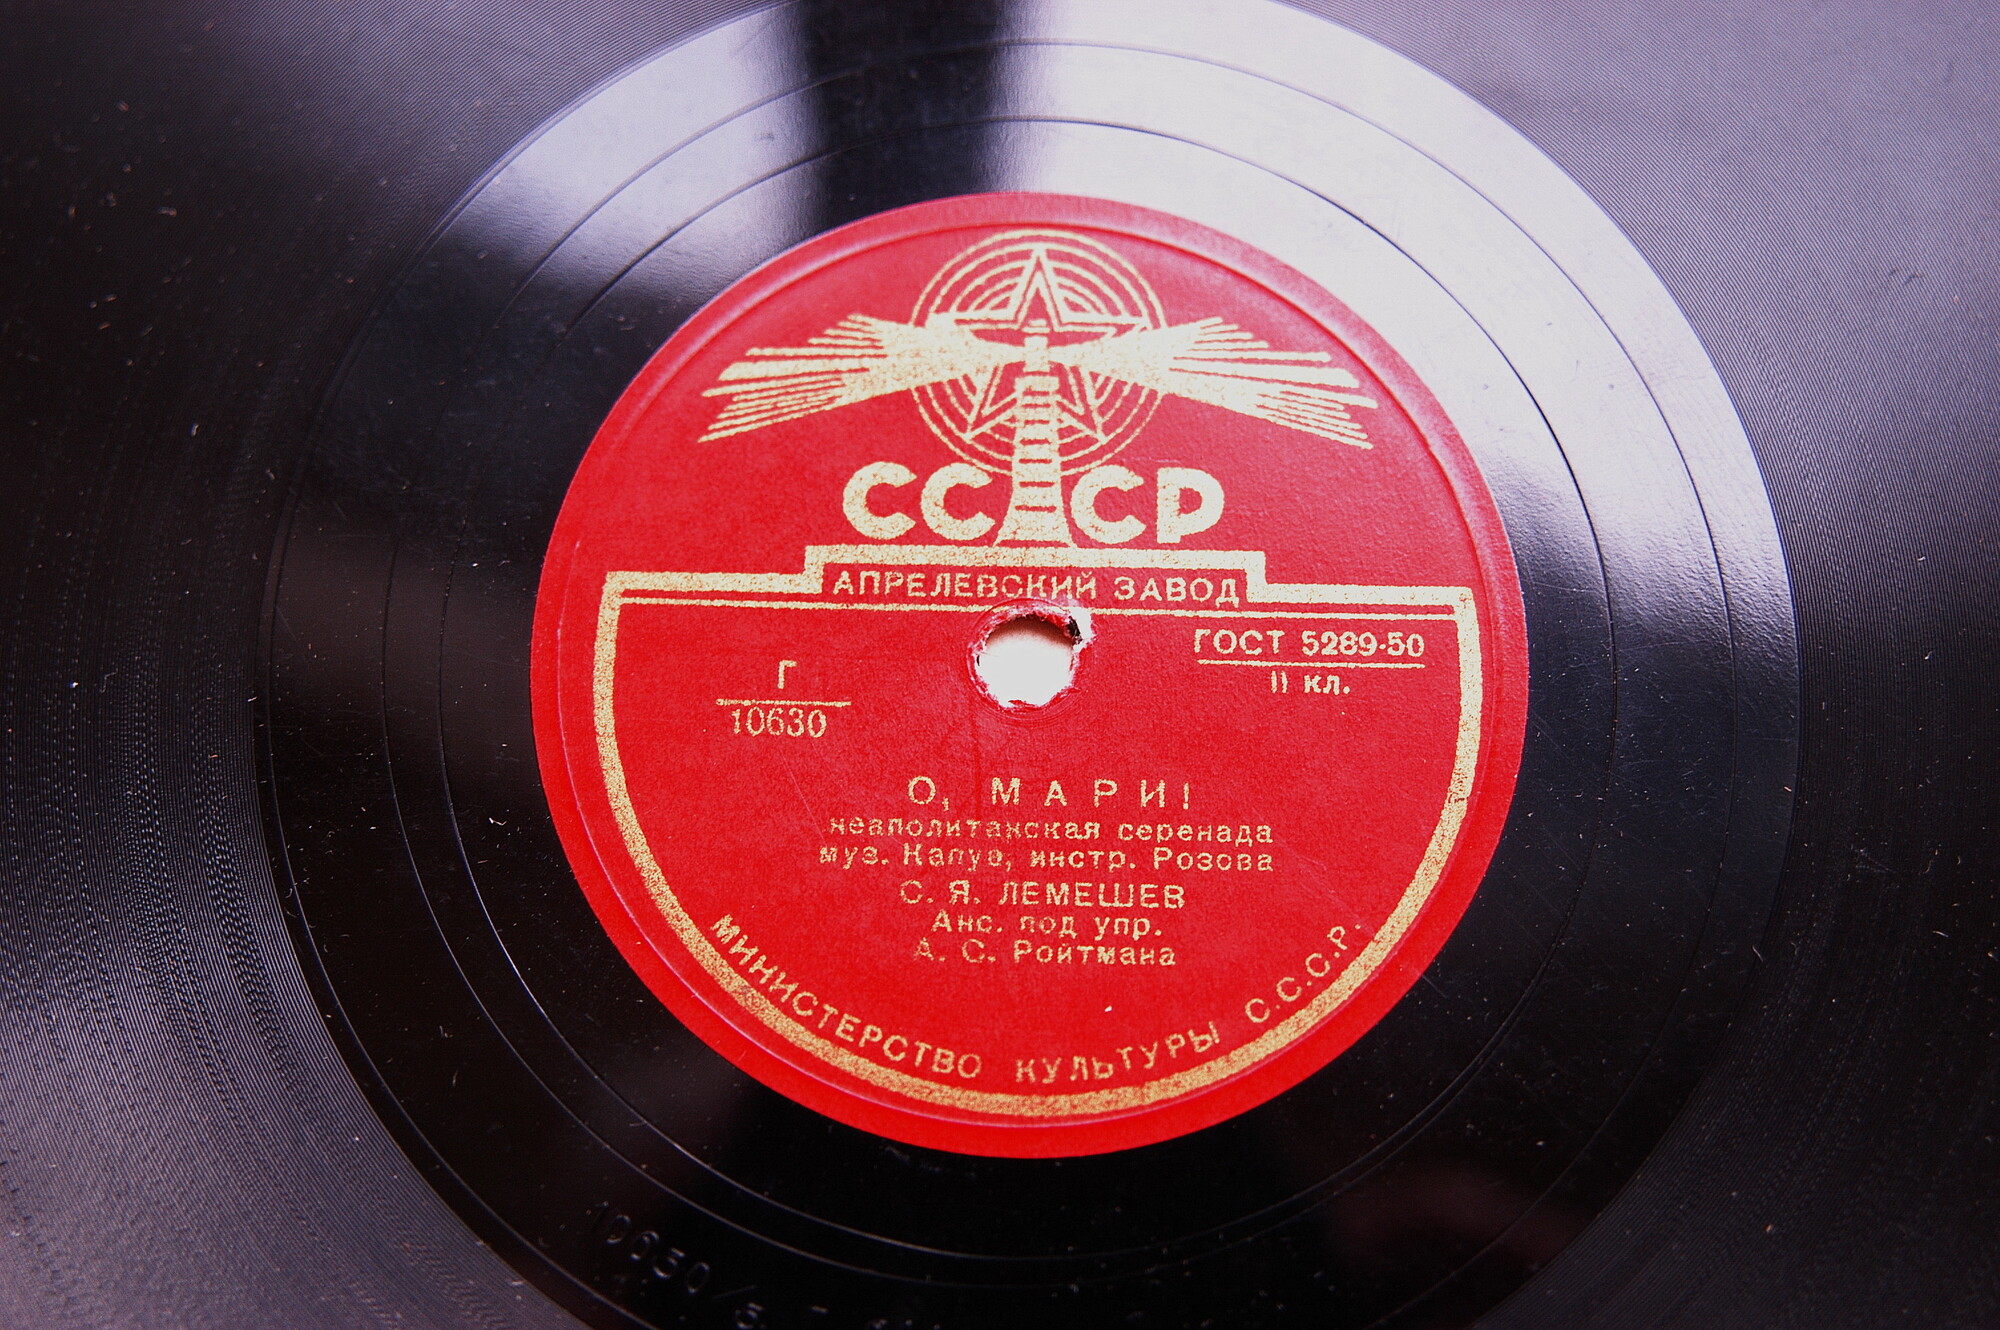 СССР
АПРЕЛЕВСКИЙ ЗАВОД
ГОСТ 5289-50
II кл.
Г
10630
О, МАРИ!
неаполитанская серенада
муз. Капуа, инстр. Розова
С. Я. ЛЕМЕШЕВ
Анс. под упр.
А. С. Ройтмана
МИНИСТЕРСТВО КУЛЬТУРЫ С.С.С.Р.
10630/